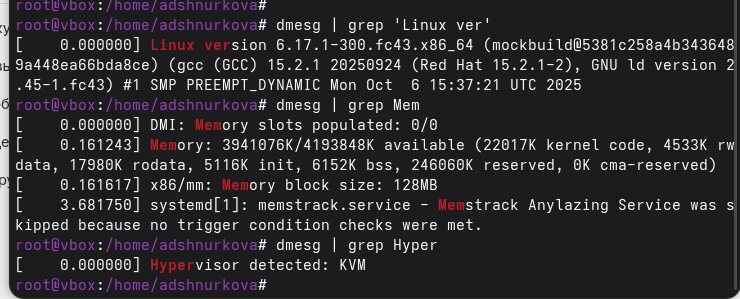 root@vbox:/home/adshnurkova#
root@vbox:/home/adshnurkova# dmesg | grep 'Linux ver'
[    0.000000] Linux version 6.17.1-300.fc43.x86_64 (mockbuild@5381c258a4b343648
9a448ea66bda8ce) (gcc (GCC) 15.2.1 20250924 (Red Hat 15.2.1-2), GNU ld version 2
.45-1.fc43) #1 SMP PREEMPT_DYNAMIC Mon Oct  6 15:37:21 UTC 2025
root@vbox:/home/adshnurkova# dmesg | grep Mem
[    0.000000] DMI: Memory slots populated: 0/0
[    0.161243] Memory: 3941076K/4193848K available (22017K kernel code, 4533K rw
data, 17980K rodata, 5116K init, 6152K bss, 246060K reserved, 0K cma-reserved)
[    0.161617] x86/mm: Memory block size: 128MB
[    3.681750] systemd[1]: memstrack.service - Memstrack Anylazing Service was s
kipped because no trigger condition checks were met.
root@vbox:/home/adshnurkova# dmesg | grep Hyper
[    0.000000] Hypervisor detected: KVM
root@vbox:/home/adshnurkova#